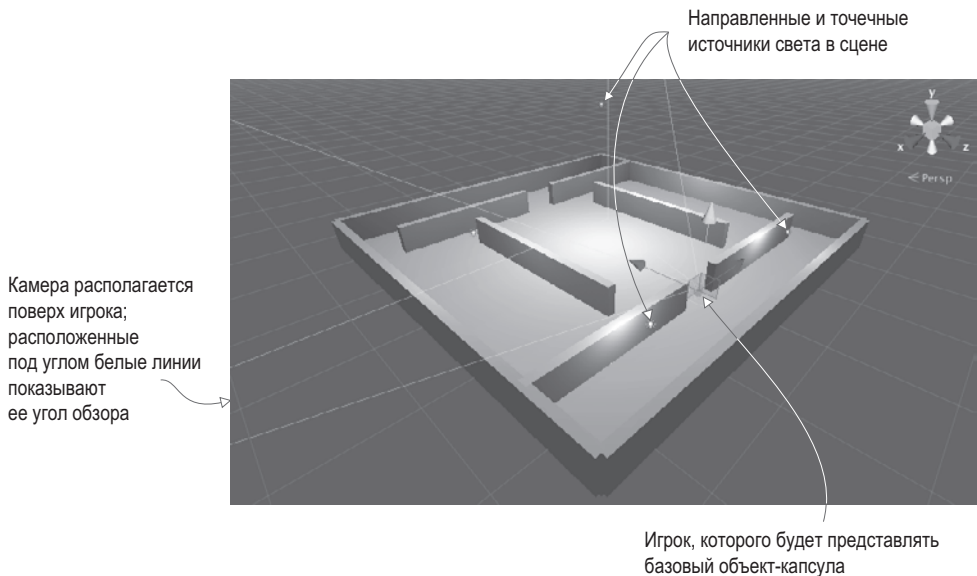 Направленные и точечные
источники света в сцене
y
x
z
Persp
Камера располагается
поверх игрока;
расположенные
под углом белые линии
показывают
ее угол обзора
Игрок, которого будет представлять
базовый объект-капсула